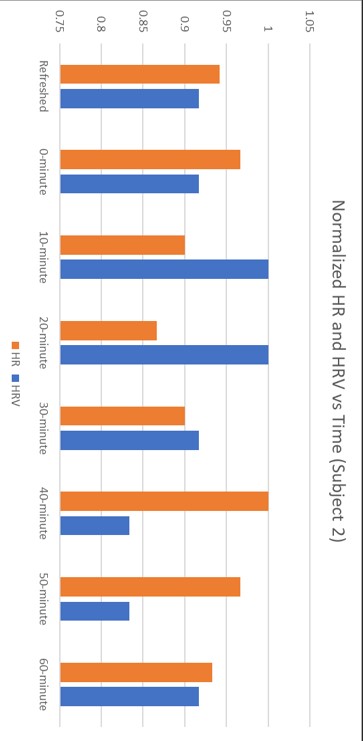 Normalized HR and HRV vs Time (Subject 2)
1.05
1
0.95
0.9
0.85
0.8
0.75
Refreshed 0-minute 10-minute 20-minute 30-minute 40-minute 50-minute 60-minute
HR HRV